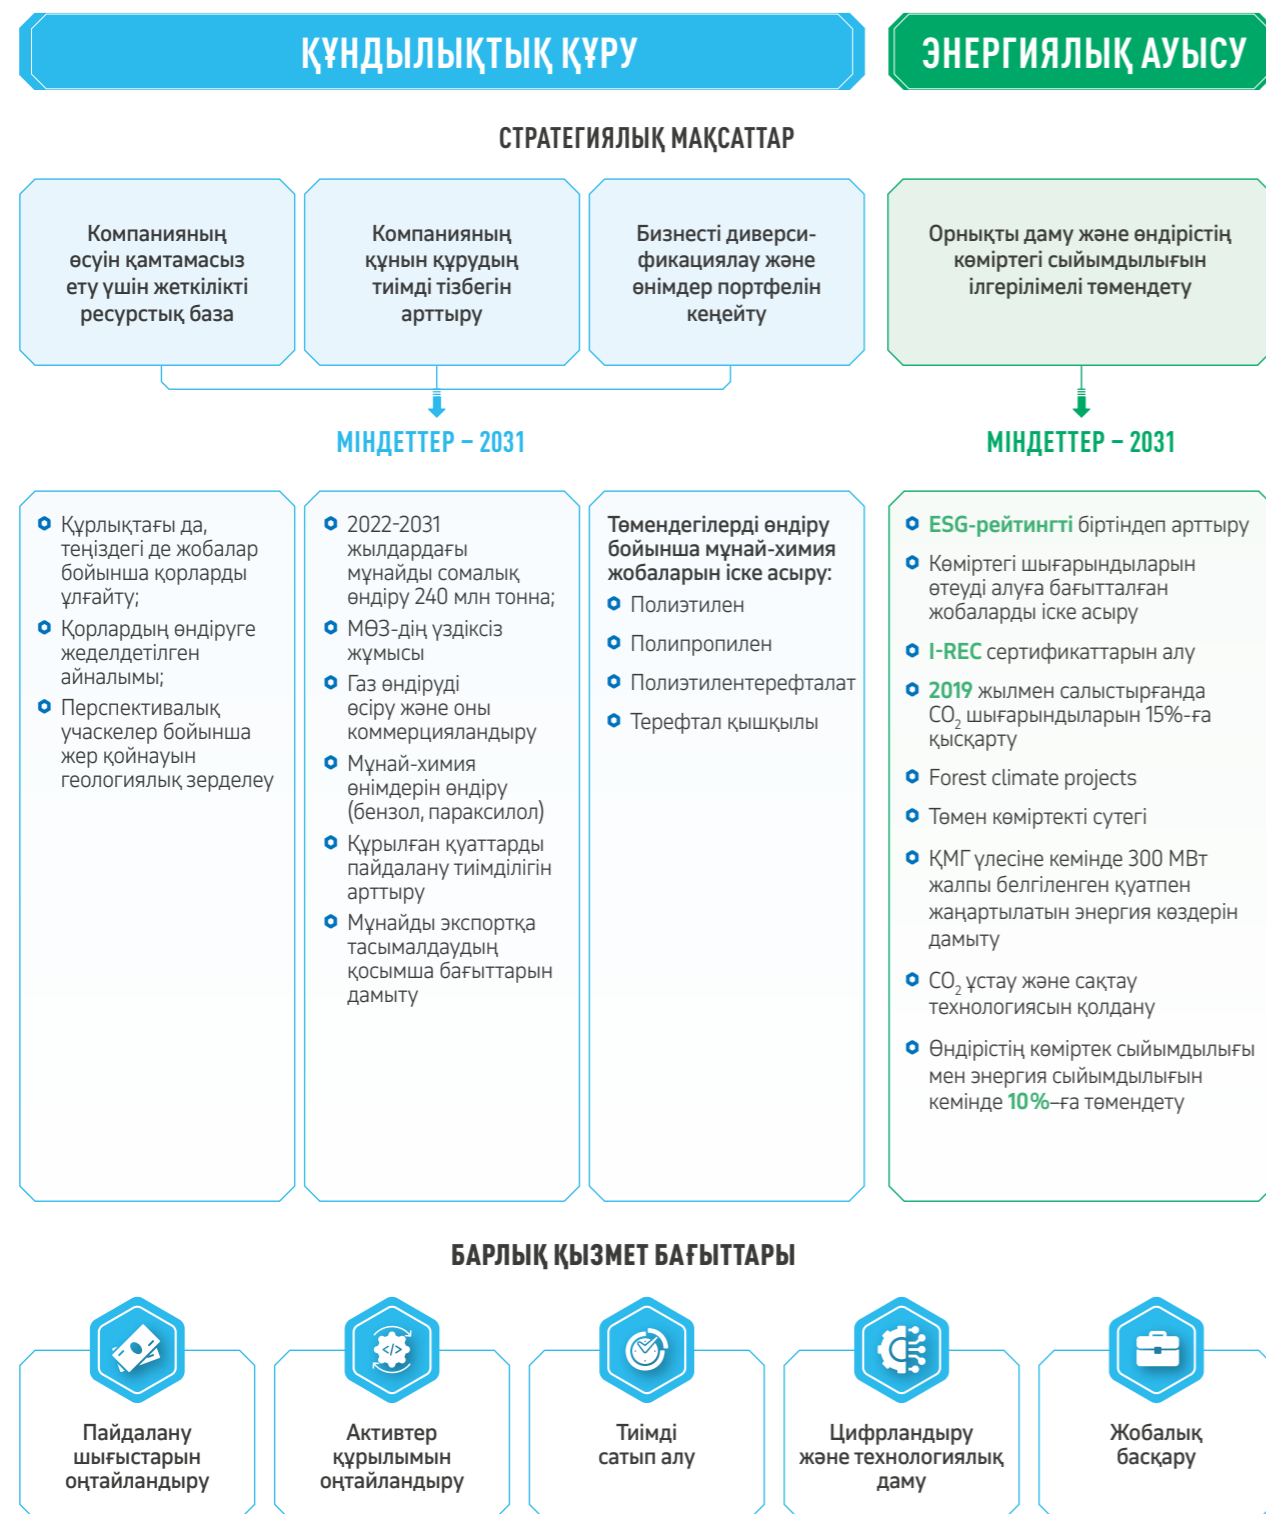 ҚҰНДЫЛЫҚТЫҚ ҚҰРУ
ЭНЕРГИЯЛЫҚ АУЫСУ
СТРАТЕГИЯЛЫҚ МАҚСАТТАР
Компанияның
өсуін қамтамасыз
ету үшін жеткілікті
ресурстық база
Компанияның
құнын құрудың
тиімді тізбегін
арттыру
Бизнесті диверси-
фикациялау және
өнімдер портфелін
кеңейту
Орнықты даму және өндірістің
көміртегі сыйымдылығын
ілгерілімелі төмендету
МІНДЕТТЕР – 2031
МІНДЕТТЕР – 2031
Құрлықтағы да,
теңіздегі де жобалар
бойынша қорларды
ұлғайту;
Қорлардың өндіруге
жеделдетілген
айналымы;
Перспективалық
учаскелер бойынша
жер қойнауын
геологиялық зерделеу
2022-2031
жылдардағы
мұнайды сомалық
өндіру 240 млн тонна;
МӨЗ-дің үздіксіз
жұмысы
Газ өндіруді
өсіру және оны
коммерцияландыру
Мұнай-химия
өнімдерін өндіру
(бензол, параксилол)
Құрылған қуаттарды
пайдалану тиімділігін
арттыру
Мұнайды экспортқа
тасымалдаудың
қосымша бағыттарын
дамыту
Төмендегілерді өндіру
бойынша мұнай-химия
жобаларын іске асыру:
Полиэтилен
Полипропилен
Полиэтилентерефталат
Терефтал қышқылы
ESG-рейтингті біртіндеп арттыру
Көміртегі шығарындыларын
өтеуді алуға бағытталған
жобаларды іске асыру
I-REC сертификаттарын алу
2019 жылмен салыстырғанда
CO₂ шығарындыларын 15%-ға
қысқарту
Forest climate projects
Төмен көміртекті сутегі
ҚМГ үлесіне кемінде 300 МВт
жалпы белгіленген қуатпен
жаңартылатын энергия көздерін
дамыту
CO₂ ұстау және сақтау
технологиясын қолдану
Өндірістің көміртек сыйымдылығы
мен энергия сыйымдылығын
кемінде 10%–ға төмендету
БАРЛЫҚ ҚЫЗМЕТ БАҒЫТТАРЫ
Пайдалану
шығыстарын
оңтайландыру
Активтер
құрылымын
оңтайландыру
Тиімді
сатып алу
Цифрландыру
және технологиялық
даму
Жобалық
басқару